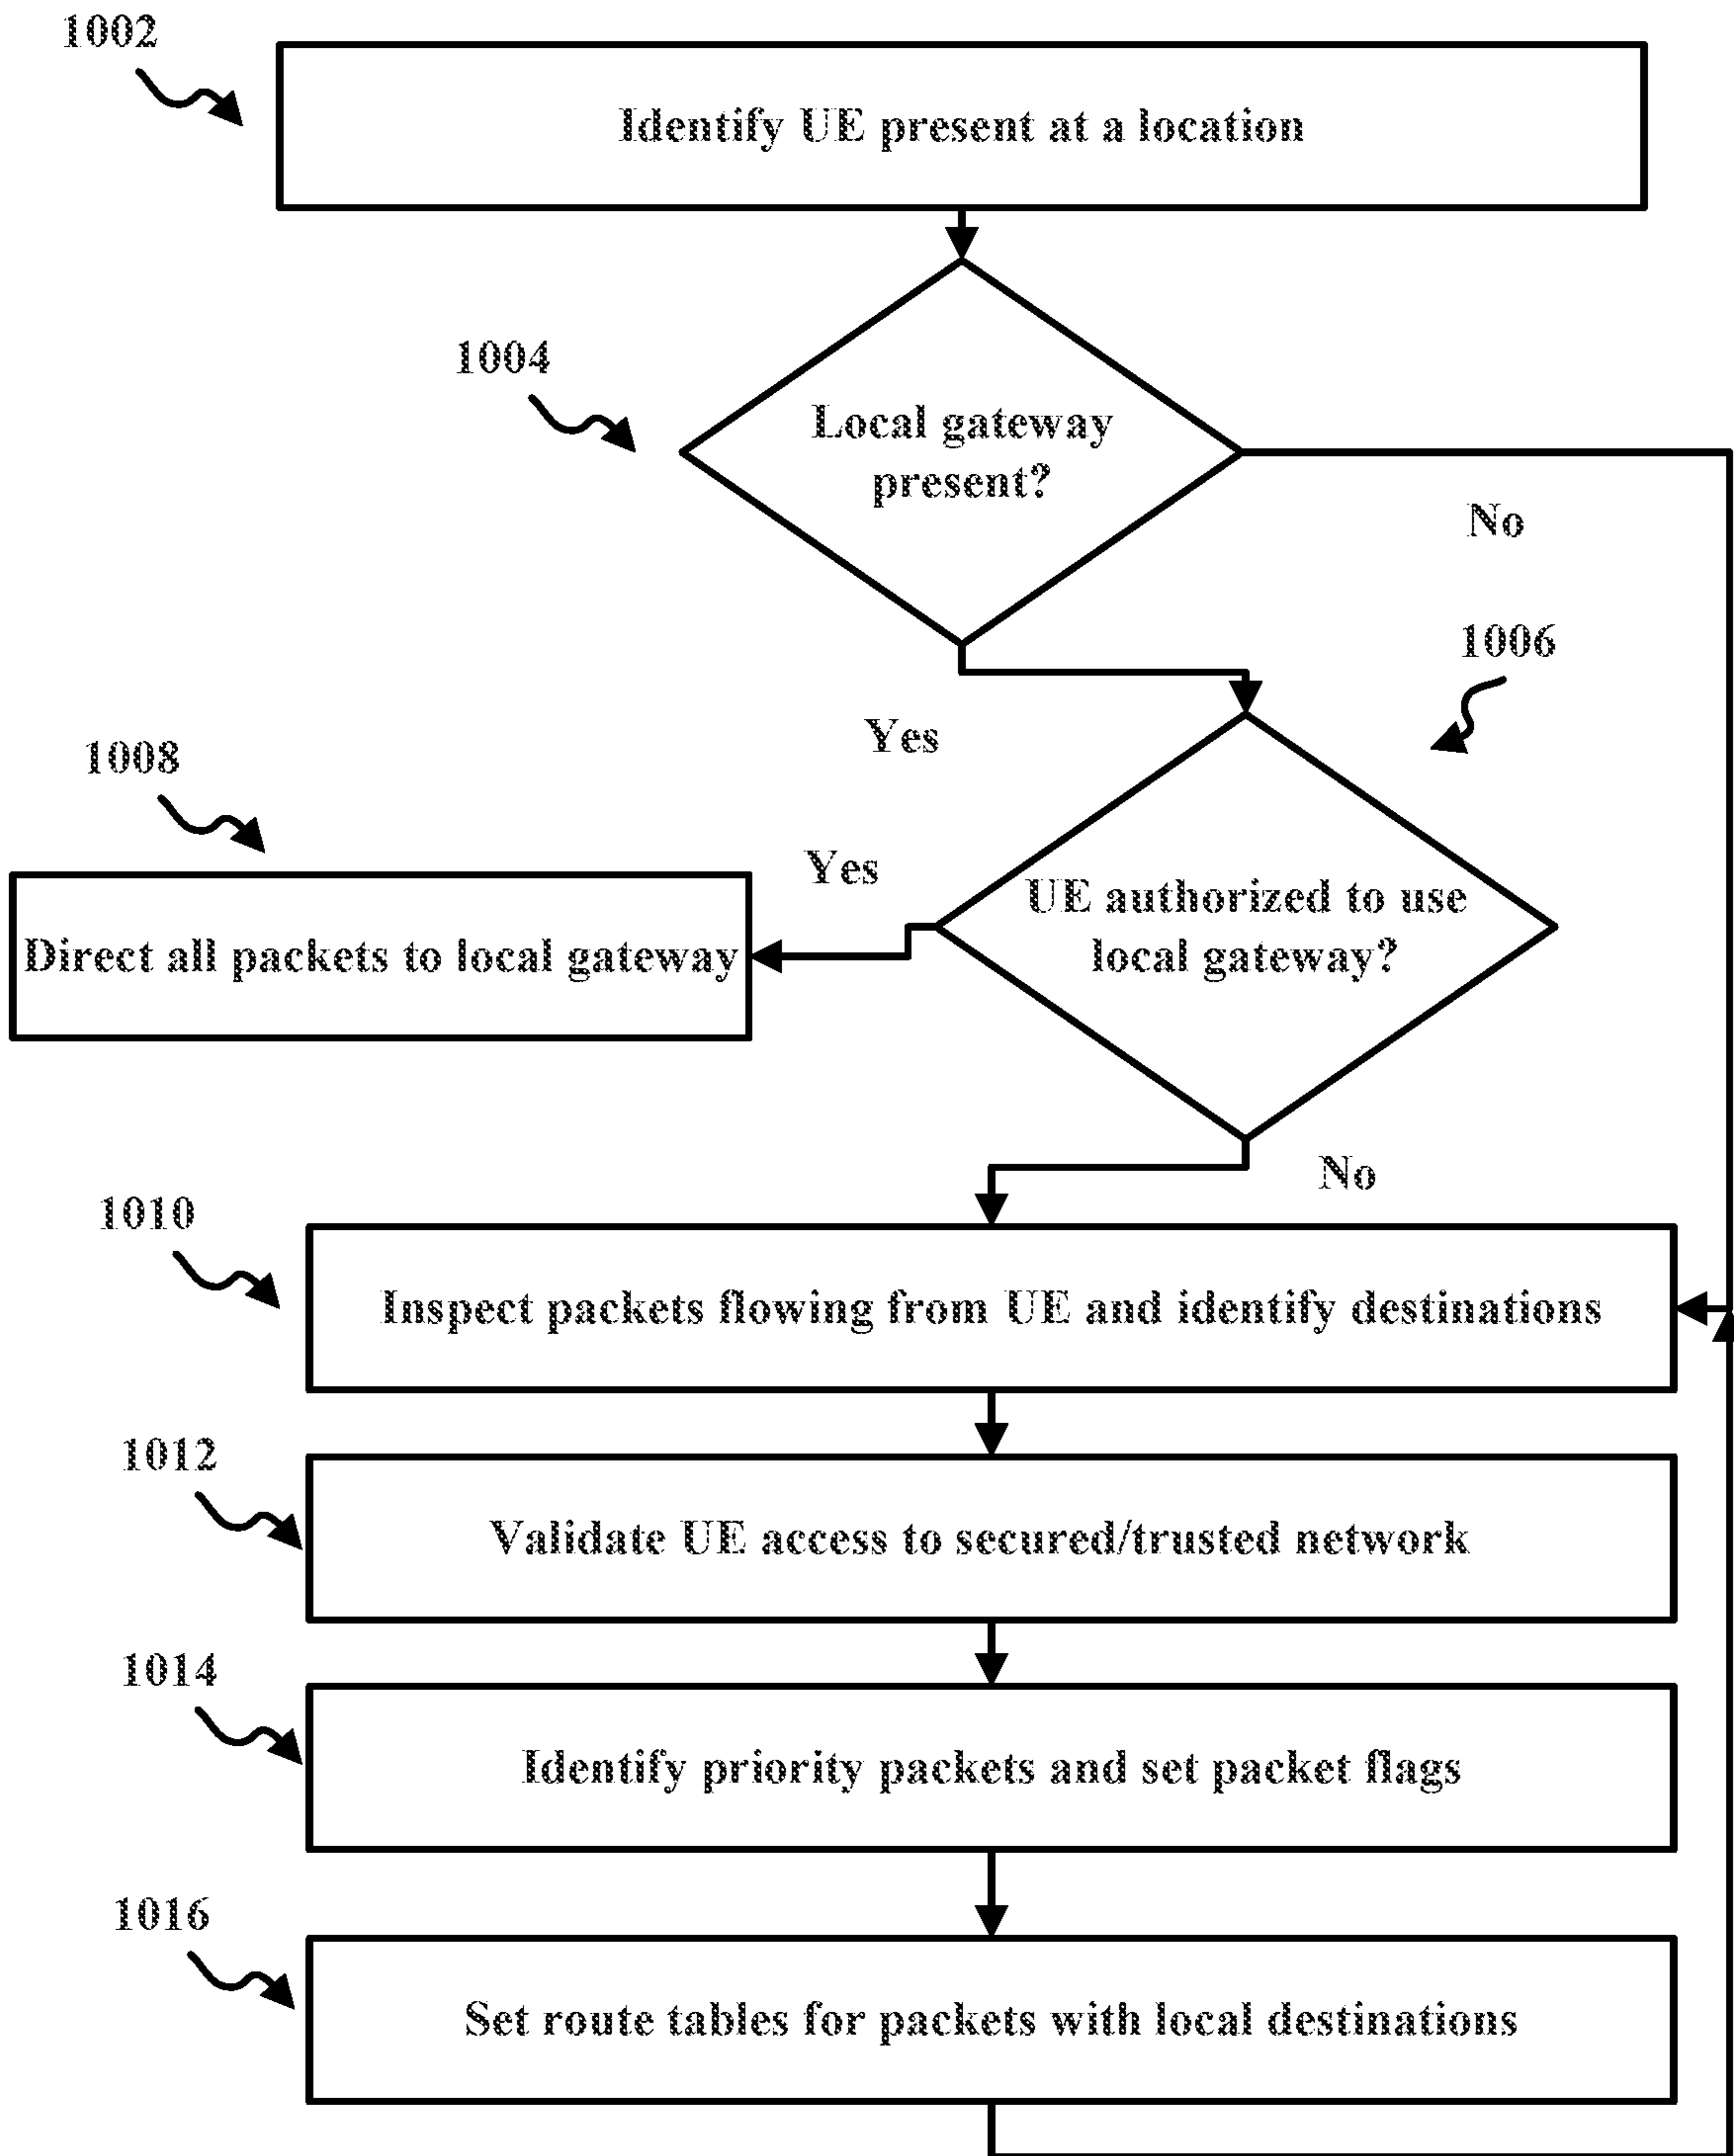 1002
Identify UE present at a location
1004
Local gateway
present?
No
1006
Yes
1008
Yes
UE authorized to use
local gateway?
Direct all packets to local gateway
No
1010
Inspect packets flowing from UE and identify destinations
1012
Validate UE access to secured/trusted network
1014
Identify priority packets and set packet flags
1016
Set route tables for packets with local destinations